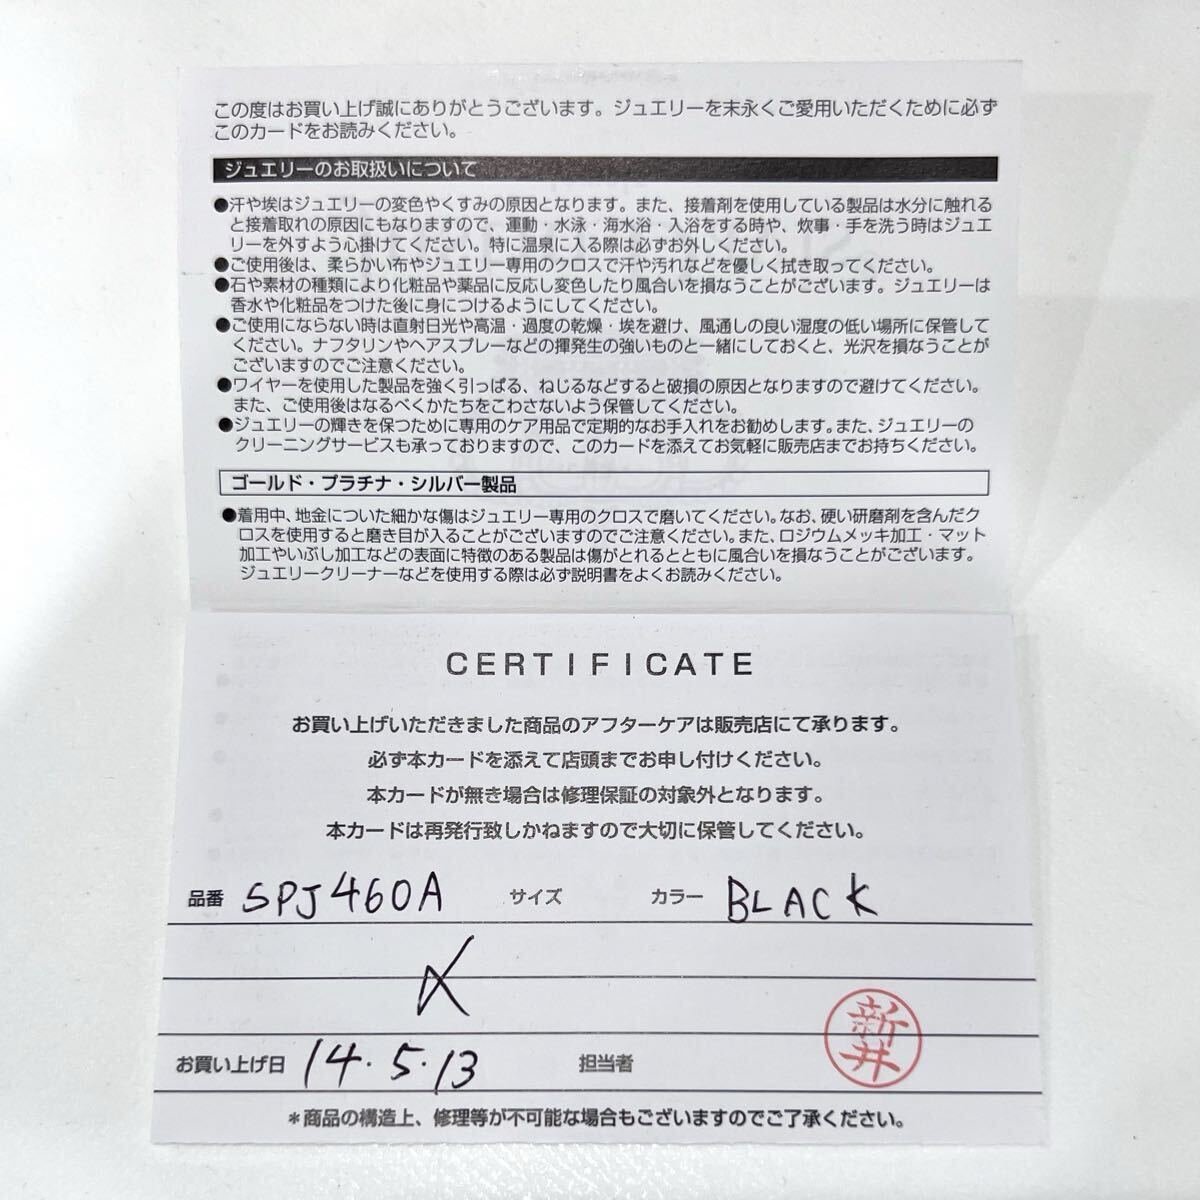 この度はお買い上げ誠にありがとうございます。ジュエリーを末永くご愛用いただくために必ず
このカードをお読みください。
ジュエリーのお取扱いについて
●汗や埃はジュエリーの変色やくすみの原因となります。また、接着剤を使用している製品は水分に触れる
と接着取れの原因にもなりますので、運動・水泳・海水浴・入浴をする時や、炊事・手を洗う時はジュエ
リーを外すよう心掛けてください。特に温泉に入る際は必ずお外しください。
●ご使用後は、柔らかい布やジュエリー専用のクロスで汗や汚れなどを優しく拭き取ってください。
●石や素材の種類により化粧品や薬品に反応し変色したり風合いを損なうことがございます。ジュエリーは
香水や化粧品をつけた後に身につけるようにしてください。
●ご使用にならない時は直射日光や高温・過度の乾燥・埃を避け、風通しの良い湿度の低い場所に保管して
ください。ナフタリンやヘアスプレーなどの揮発生の強いものと一緒にしておくと、光沢を損なうことが
ございますのでご注意ください。
●ワイヤーを使用した製品を強く引っぱる、ねじるなどすると破損の原因となりますので避けてください。
また、ご使用後はなるべくかたちをこわさないよう保管してください。
●ジュエリーの輝きを保つために専用のケア用品で定期的なお手入れをお勧めします。また、ジュエリーの
クリーニングサービスも承っておりますので、このカードを添えてお気軽に販売店までお持ちください。
ゴールド・プラチナ・シルバー製品
●着用中、地金についた細かな傷はジュエリー専用のクロスで磨いてください。なお、硬い研磨剤を含んだク
ロスを使用すると磨き目が入ることがございますのでご注意ください。また、ロジウムメッキ加工・マット
加工やいぶし加工などの表面に特徴のある製品は傷がとれるとともに風合いを損なうことがございます。
ジュエリークリーナーなどを使用する際は必ず説明書をよくお読みください。
CERTIFICATE
お買い上げいただきました商品のアフターケアは販売店にて承ります。
必ず本カードを添えて店頭までお申し付けください。
本カードが無き場合は修理保証の対象外となります。
本カードは再発行致しかねますので大切に保管してください。
品番 SPJ460A サイズ カラー BLACK
〆
お買い上げ日 14.5.13 担当者 新井
*商品の構造上、修理等が不可能な場合もございますのでご了承ください。